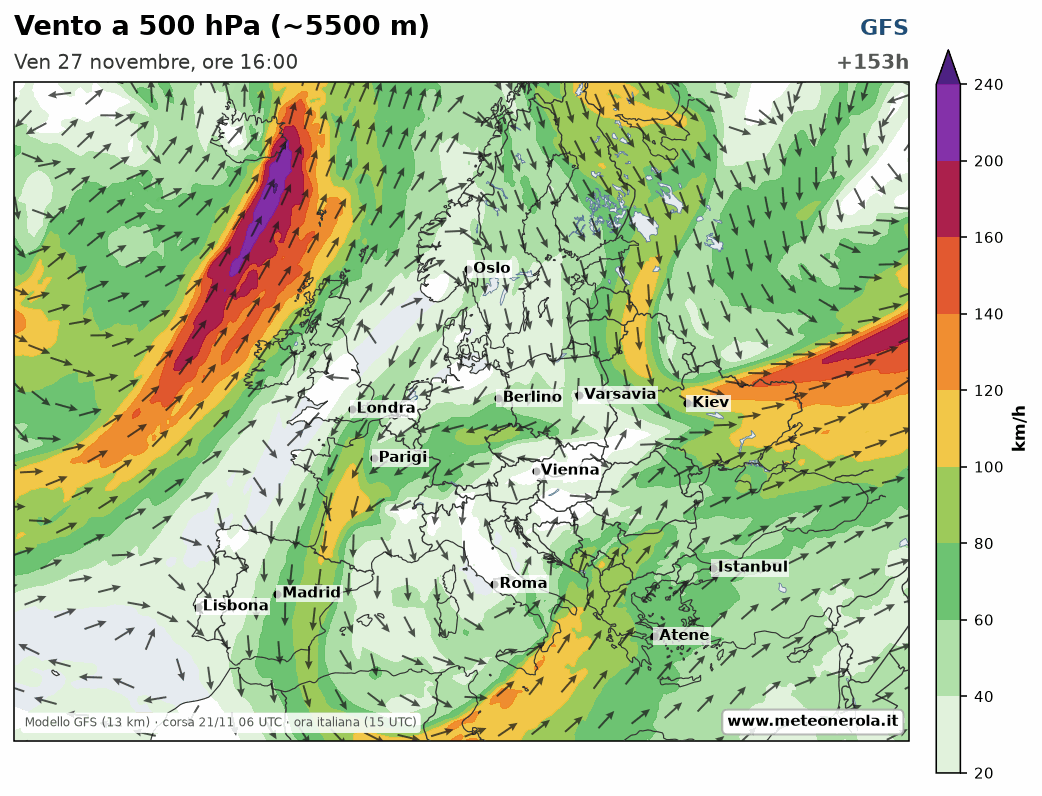 Vento a 500 hPa (~5500 m)
GFS
Ven 27 novembre, ore 16:00
+153h
Oslo
Berlino
Varsavia
Kiev
Londra
Parigi
Vienna
Istanbul
Roma
Madrid
Lisbona
Atene
Modello GFS (13 km) · corsa 21/11 06 UTC · ora italiana (15 UTC)
www.meteonerola.it
240
200
160
140
120
100
80
60
40
20
km/h